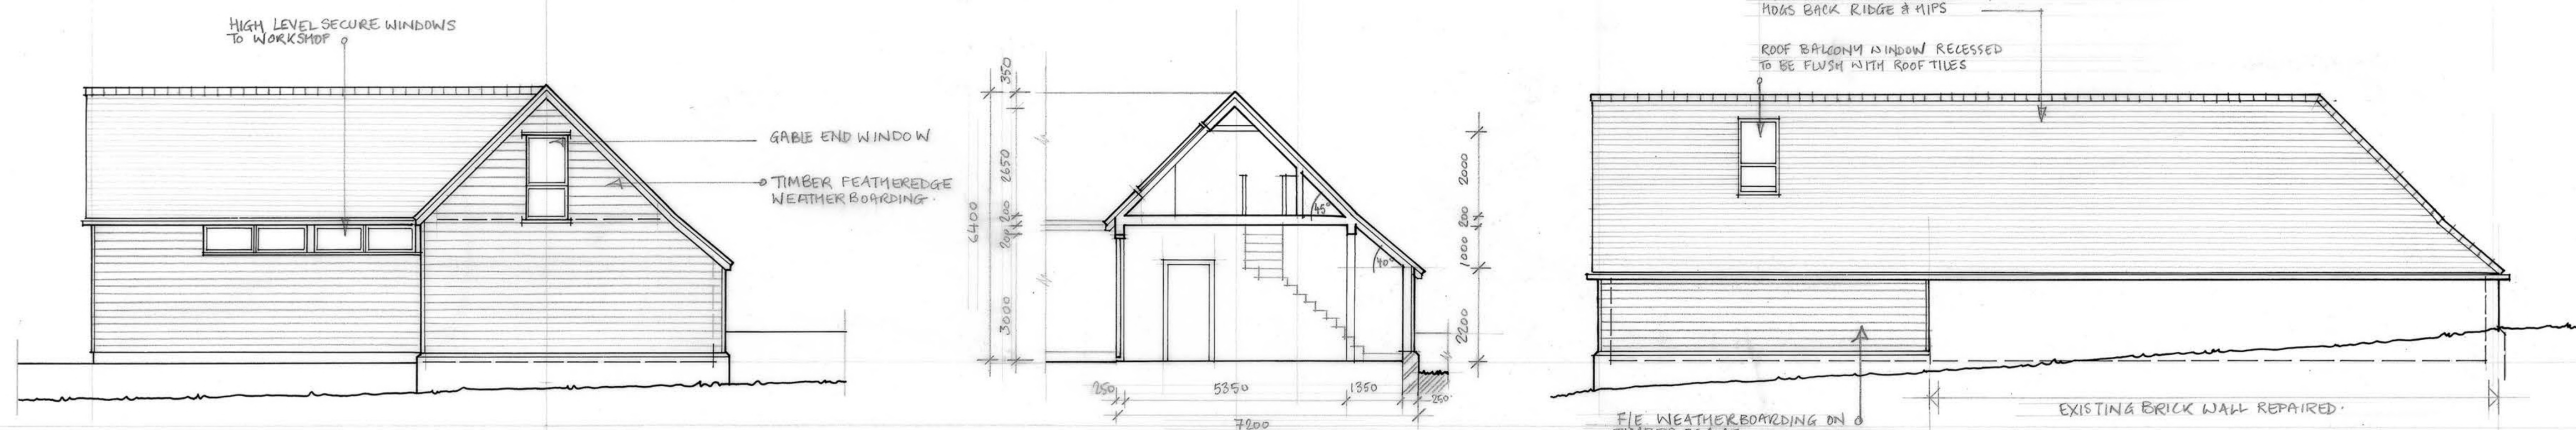 HIGH LEVEL SECURE WINDOWS
TO WORKSHOP
GABLE END WINDOW
TIMBER FEATHEREDGE
WEATHERBOARDING.
350
2650
200
200
3000
6400
45°
40°
2000
200
1000
2200
250
5350
1350
250
7200
HOGS BACK RIDGE & HIPS
ROOF BALCONY WINDOW RECESSED
TO BE FLUSH WITH ROOF TILES
F/E WEATHERBOARDING ON
EXISTING BRICK WALL REPAIRED.